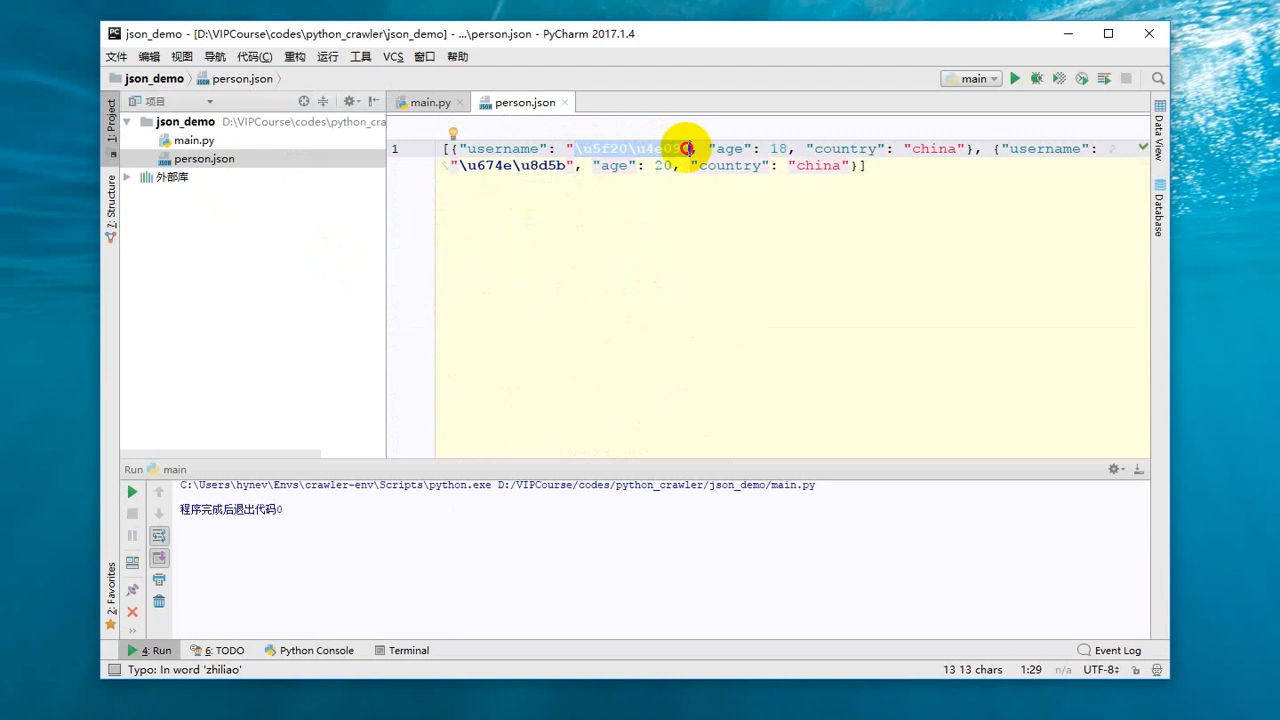 json_demo - [D:\VIPCourse\codes\python_crawler\json_demo] - ...\person.json - PyCharm 2017.1.4
文件 编辑 视图 导航 代码(C) 重构 运行 工具 VCS 窗口 帮助
json_demo person.json main
项目 main.py person.json
1: Project
7: Structure
2: Favorites
Data View
Database
json_demo D:\VIPCourse\codes\python_cra
main.py
person.json
外部库
1 [{"username": "\u5f20\u4e09", "age": 18, "country": "china"}, {"username":
"\u674e\u8d5b", "age": 20, "country": "china"}]
Run main
C:\Users\hynev\Envs\crawler-env\Scripts\python.exe D:/VIPCourse/codes/python_crawler/json_demo/main.py
程序完成后退出代码0
4: Run 6: TODO Python Console Terminal Event Log
Typo: In word 'zhiliao' 13 13 chars 1:29 n/a UTF-8